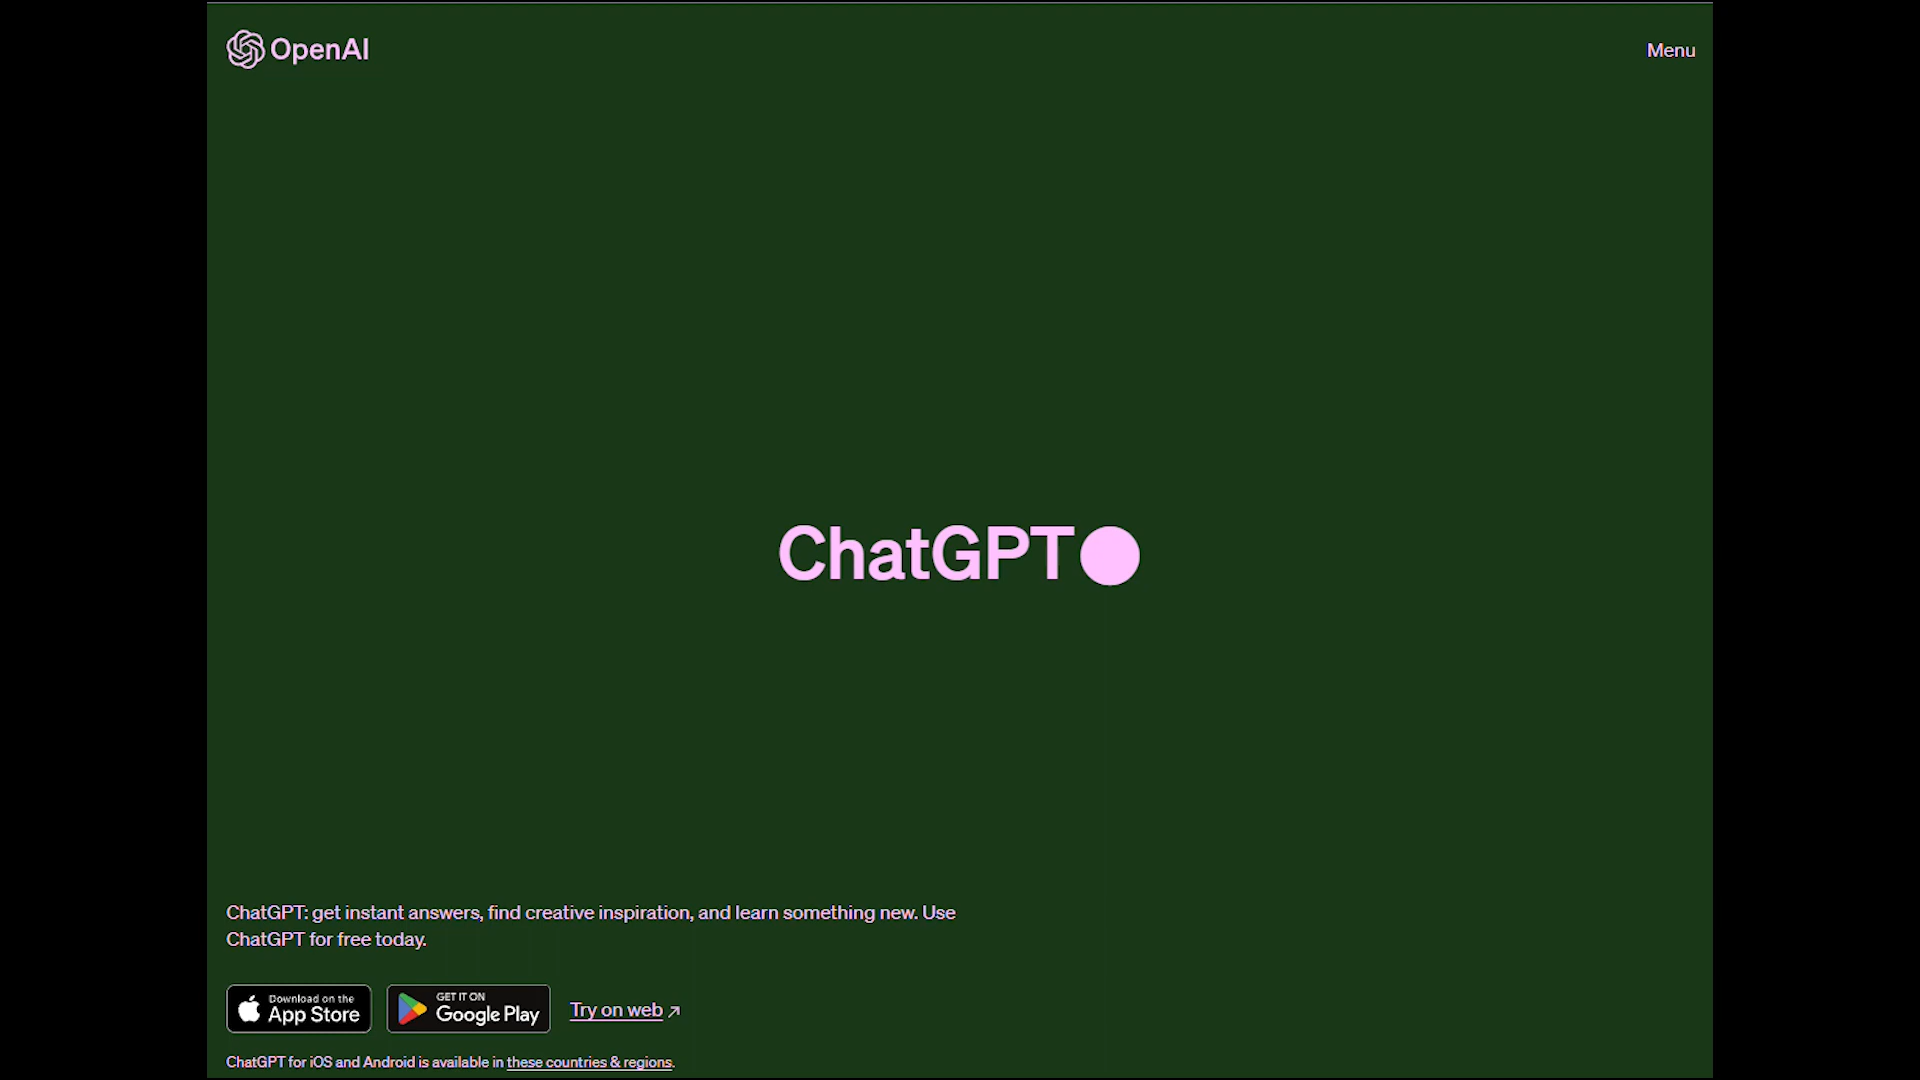 OpenAI
Menu
ChatGPT
ChatGPT: get instant answers, find creative inspiration, and learn something new. Use
ChatGPT for free today.
Download on the
App Store
GET IT ON
Google Play
Try on web ↗
ChatGPT for iOS and Android is available in these countries & regions.